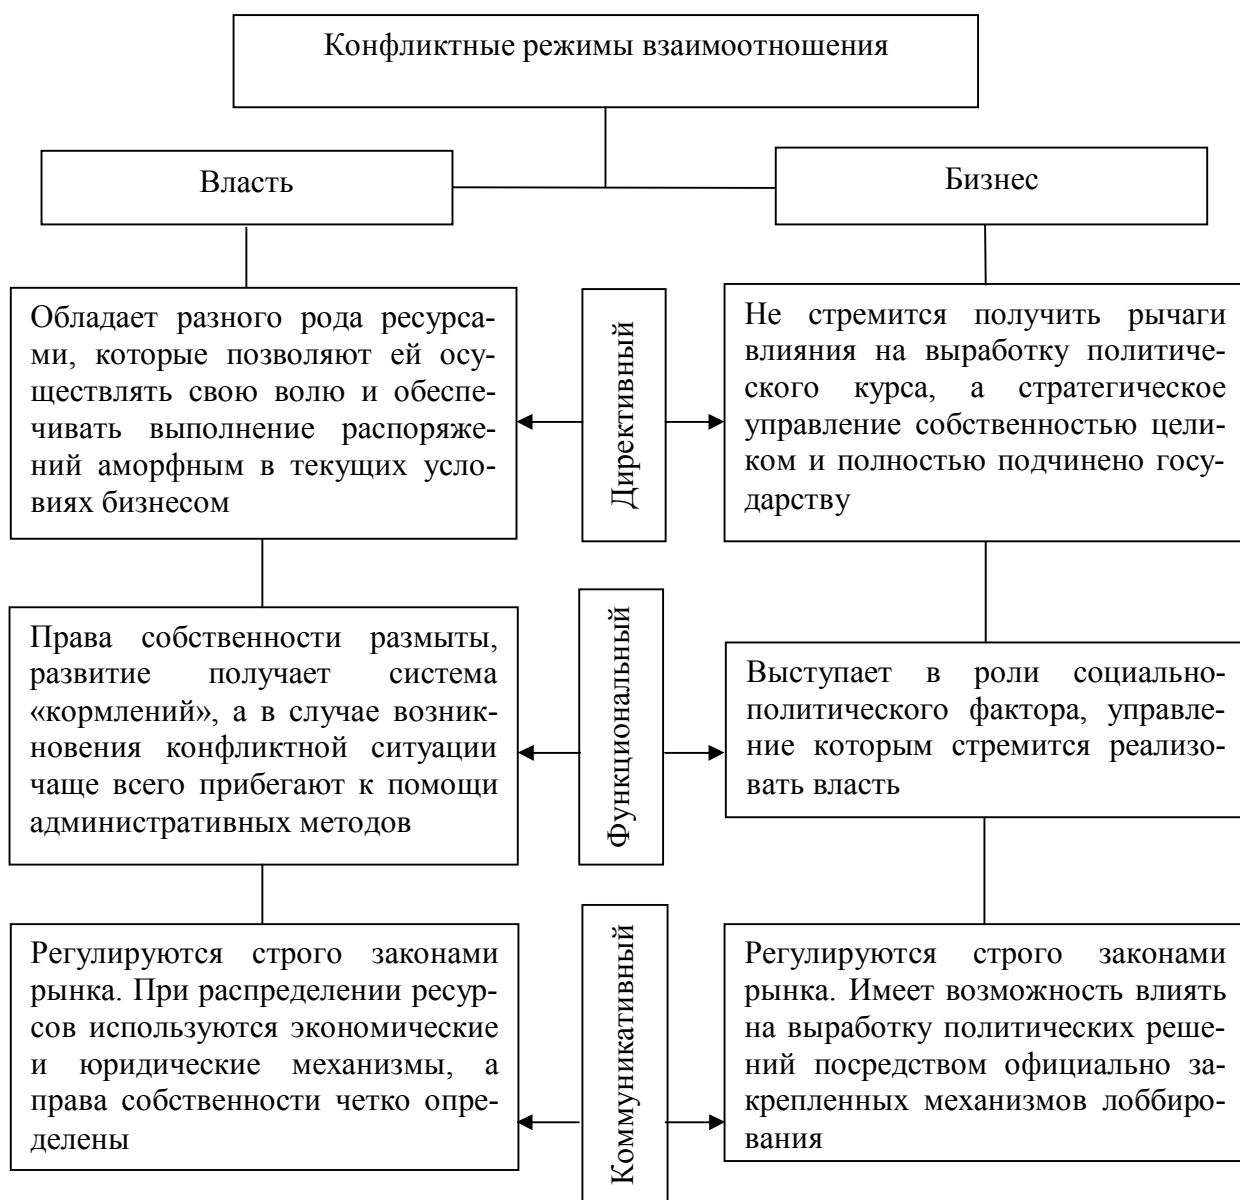 Конфликтные режимы взаимоотношения
Власть
Бизнес
Обладает разного рода ресурса-
ми, которые позволяют ей осу-
ществлять свою волю и обеспе-
чивать выполнение распоряже-
ний аморфным в текущих усло-
виях бизнесом
Директивный
Не стремится получить рычаги
влияния на выработку политиче-
ского курса, а стратегическое
управление собственностью цели-
ком и полностью подчинено госу-
дарству
Права собственности размыты,
развитие получает система
«кормлений», а в случае возник-
новения конфликтной ситуации
чаще всего прибегают к помощи
административных методов
Функциональный
Выступает в роли социально-
политического фактора, управле-
ние которым стремится реализо-
вать власть
Регулируются строго законами
рынка. При распределении ресур-
сов используются экономические
и юридические механизмы, а
права собственности четко опре-
делены
Коммуникативный
Регулируются строго законами
рынка. Имеет возможность влиять
на выработку политических реше-
ний посредством официально за-
крепленных механизмов лоббиро-
вания